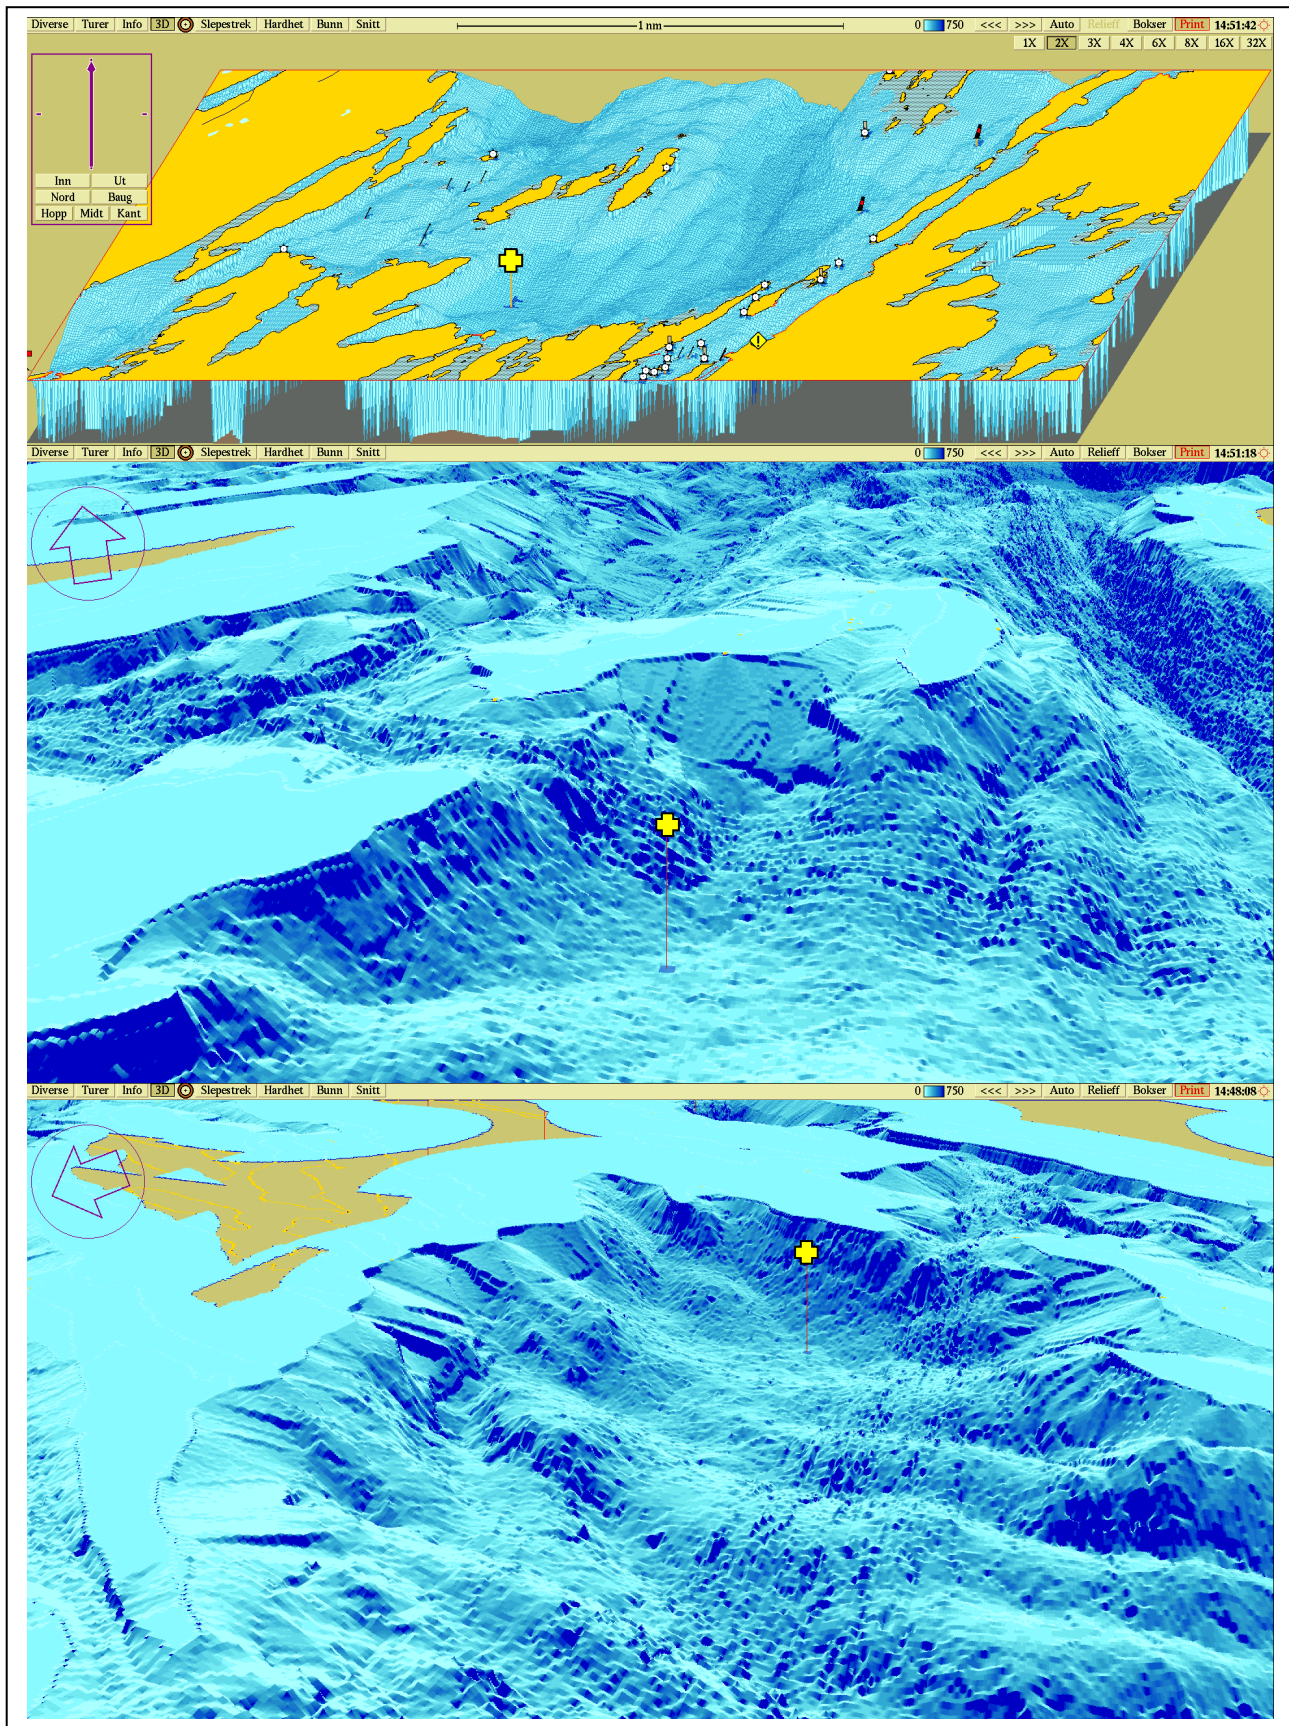 Diverse Turer Info 3D Slepestrek Hardhet Bunn Snitt 1 nm 0 750 <<< >>> Auto Relieff Bokser Print 14:51:42
1X 2X 3X 4X 6X 8X 16X 32X
Inn Ut
Nord Baug
Hopp Midt Kant
Diverse Turer Info 3D Slepestrek Hardhet Bunn Snitt 0 750 <<< >>> Auto Relieff Bokser Print 14:51:18
Diverse Turer Info 3D Slepestrek Hardhet Bunn Snitt 0 750 <<< >>> Auto Relieff Bokser Print 14:48:08